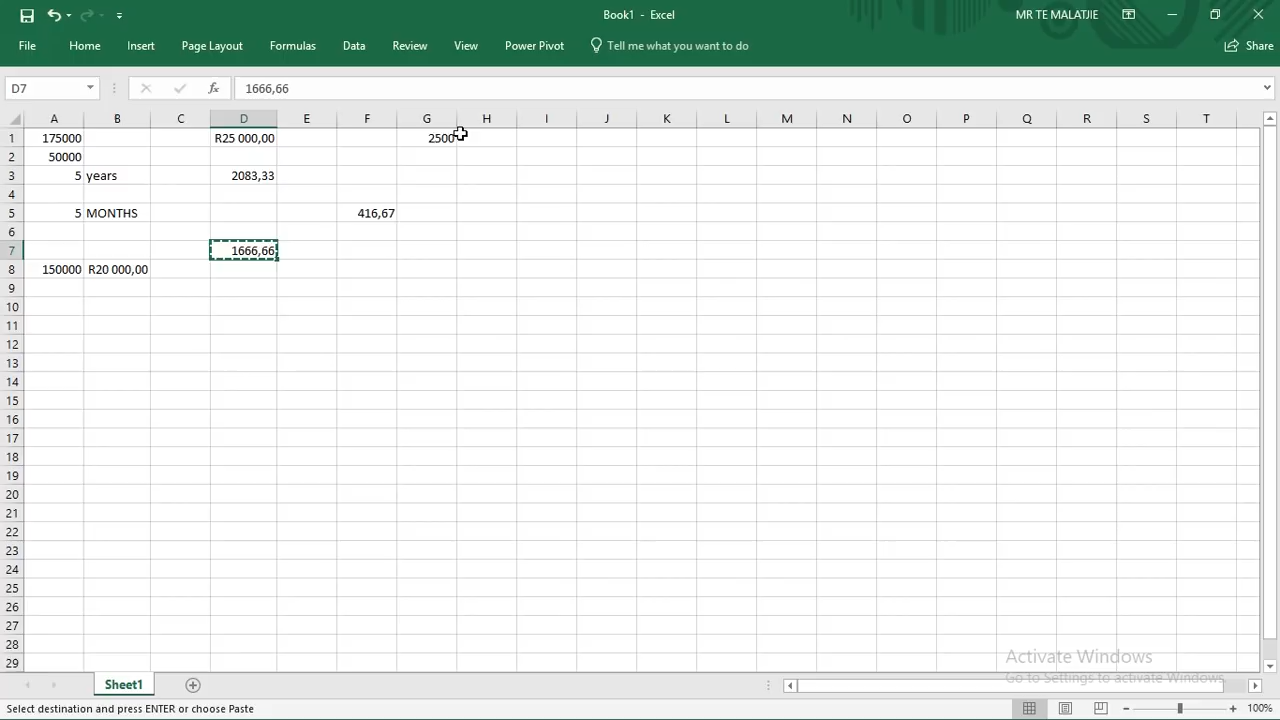 Book1 - Excel
MR TE MALATJIE
File Home Insert Page Layout Formulas Data Review View Power Pivot Tell me what you want to do Share
D7 fx 1666,66
A B C D E F G H I J K L M N O P Q R S T
1 175000 R25 000,00 2500
2 50000
3 5 years 2083,33
4
5 5 MONTHS 416,67
6
7 1666,66
8 150000 R20 000,00
9
10
11
12
13
14
15
16
17
18
19
20
21
22
23
24
25
26
27
28
29
Activate Windows
Go to Settings to activate Windows.
Sheet1
Select destination and press ENTER or choose Paste 100%